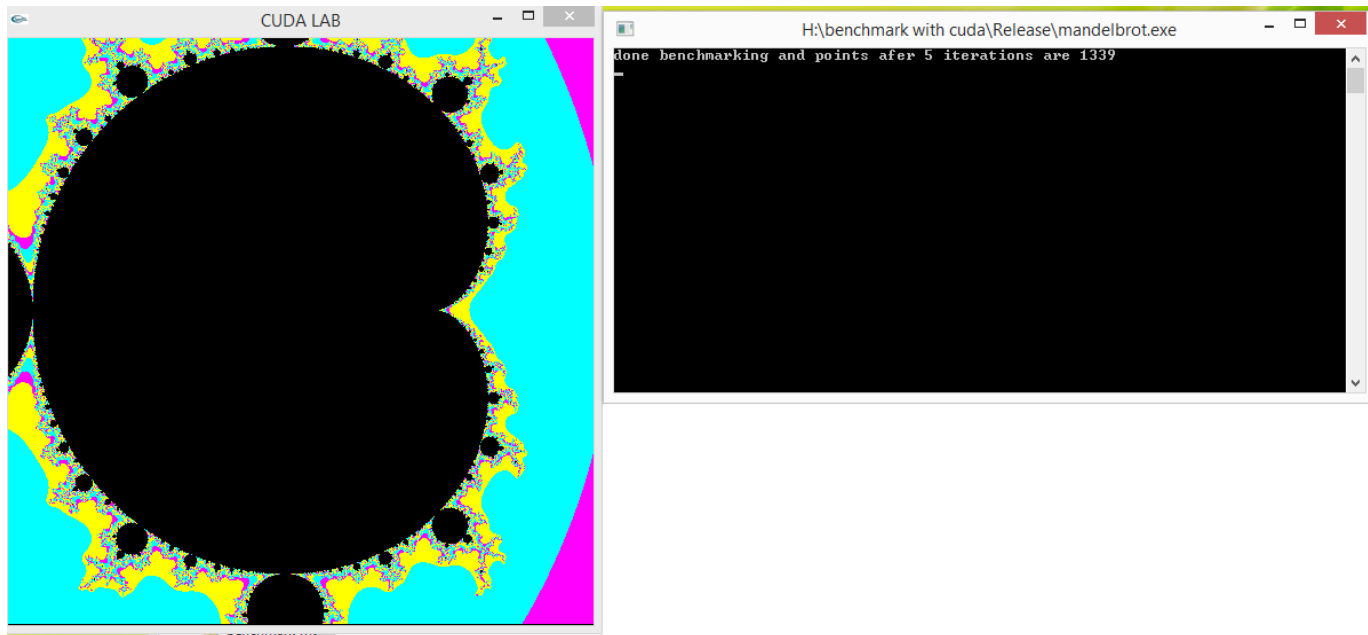 CUDA LAB
H:\benchmark with cuda\Release\mandelbrot.exe
done benchmarking and points afer 5 iterations are 1339